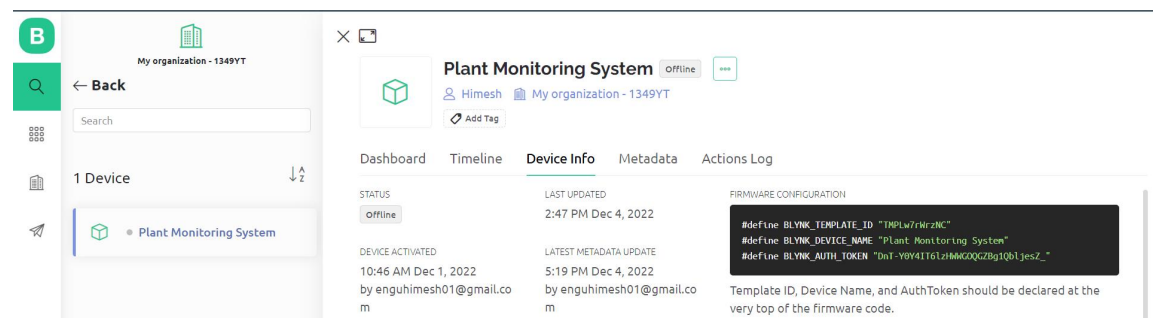 B
My organization - 1349YT
← Back
Search
1 Device
A
Z
Plant Monitoring System
Plant Monitoring System Offline
Himesh My organization - 1349YT
Add Tag
Dashboard Timeline Device Info Metadata Actions Log
STATUS
Offline
LAST UPDATED
2:47 PM Dec 4, 2022
DEVICE ACTIVATED
10:46 AM Dec 1, 2022
by enguhimesh01@gmail.co
m
LATEST METADATA UPDATE
5:19 PM Dec 4, 2022
by enguhimesh01@gmail.co
m
FIRMWARE CONFIGURATION
#define BLYNK_TEMPLATE_ID "TMPLw7rWrzNC"
#define BLYNK_DEVICE_NAME "Plant Monitoring System"
#define BLYNK_AUTH_TOKEN "DnT-Y0Y4IT6lzHWWGOQGZBg1QbljesZ_"
Template ID, Device Name, and AuthToken should be declared at the
very top of the firmware code.